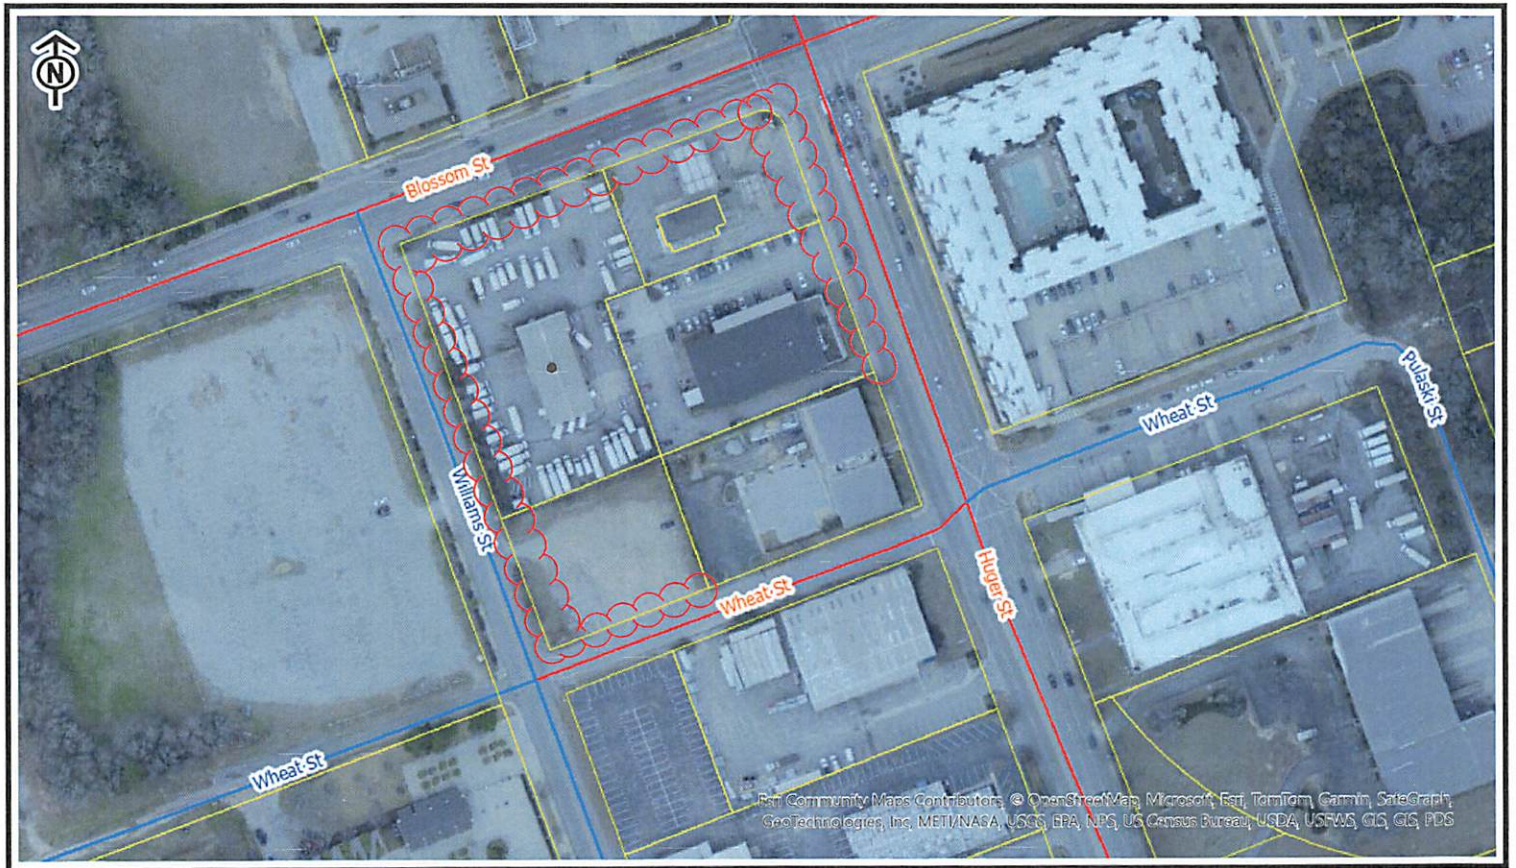 N
Blossom St
Pulaski St
Wheat St
Williams St
Huger St
Wheat St
Wheat St
Esri Community Maps Contributors, © OpenStreetMap, Microsoft, Esri, TomTom, Garmin, SafeGraph,
GeoTechnologies, Inc, METI/NASA, USGS, EPA, NPS, US Census Bureau, USDA, USFWS, GIS, GIS, PDS